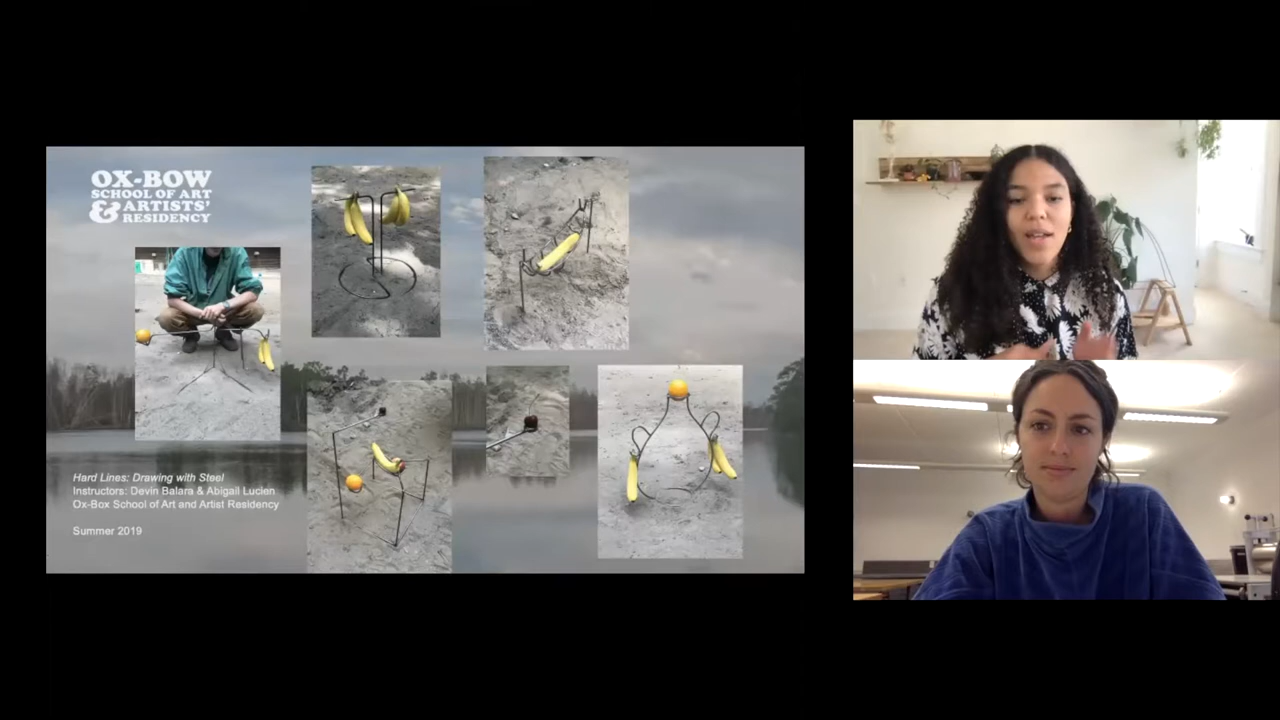 OX-BOW
SCHOOL OF ART
& ARTISTS'
RESIDENCY
Hard Lines: Drawing with Steel
Instructors: Devin Balara & Abigail Lucien
Ox-Box School of Art and Artist Residency
Summer 2019